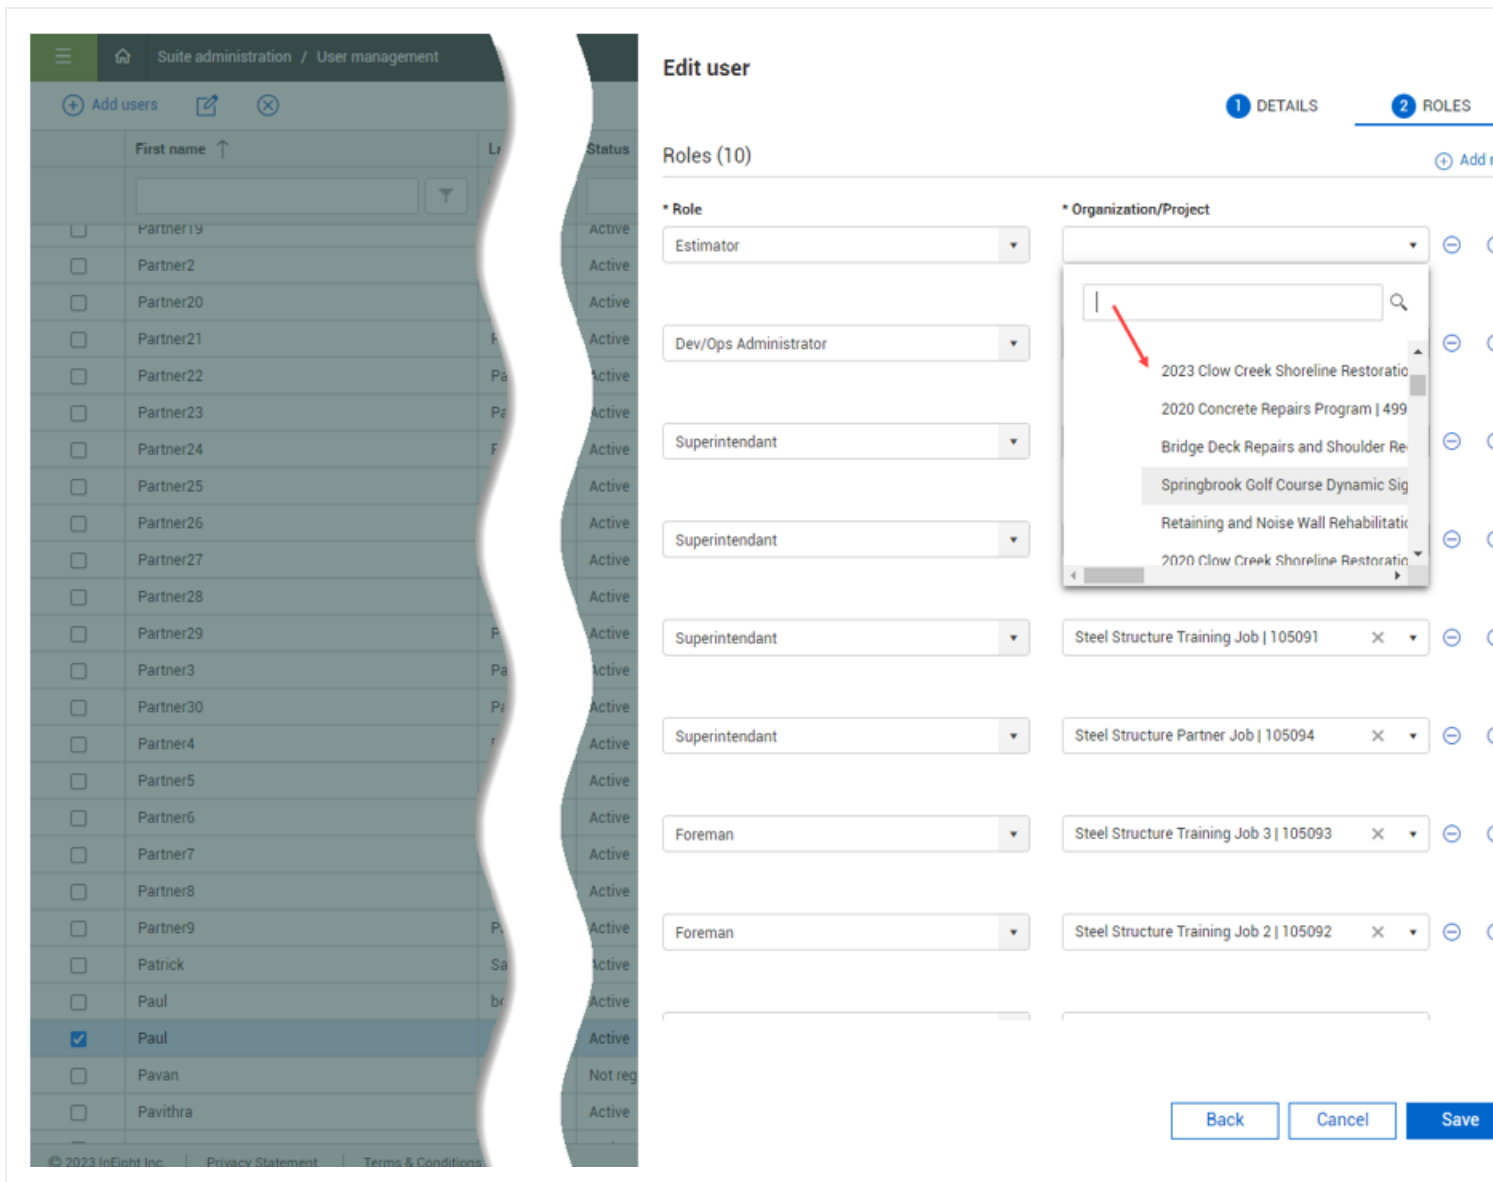 Suite administration / User management
Add users
First name
Status
Partner19
Active
Partner2
Active
Partner20
Active
Partner21
Active
Partner22
Pa
Active
Partner23
Pa
Active
Partner24
Active
Partner25
Active
Partner26
Active
Partner27
Active
Partner28
Active
Partner29
Active
Partner3
Pa
Active
Partner30
Pa
Active
Partner4
Active
Partner5
Active
Partner6
Active
Partner7
Active
Partner8
Active
Partner9
Active
Patrick
Sa
Active
Paul
Active
Paul
Active
Pavan
Not reg
Pavithra
Active
© 2023 InEight Inc.
Privacy Statement
Terms & Conditions
Edit user
1 DETAILS
2 ROLES
Roles (10)
Add
* Role
* Organization/Project
Estimator
Dev/Ops Administrator
2023 Clow Creek Shoreline Restoratio
2020 Concrete Repairs Program | 499
Bridge Deck Repairs and Shoulder Re
Springbrook Golf Course Dynamic Sig
Retaining and Noise Wall Rehabilitatio
2020 Clow Creek Shoreline Restoratio
Superintendant
Superintendant
Superintendant
Steel Structure Training Job | 105091
Superintendant
Steel Structure Partner Job | 105094
Foreman
Steel Structure Training Job 3 | 105093
Foreman
Steel Structure Training Job 2 | 105092
Back
Cancel
Save